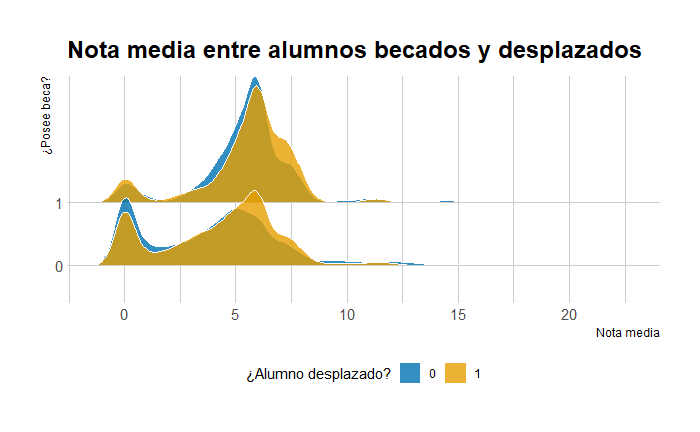 Nota media entre alumnos becados y desplazados
¿Posee beca?
1
0
0 5 10 15 20
Nota media
¿Alumno desplazado? 0 1